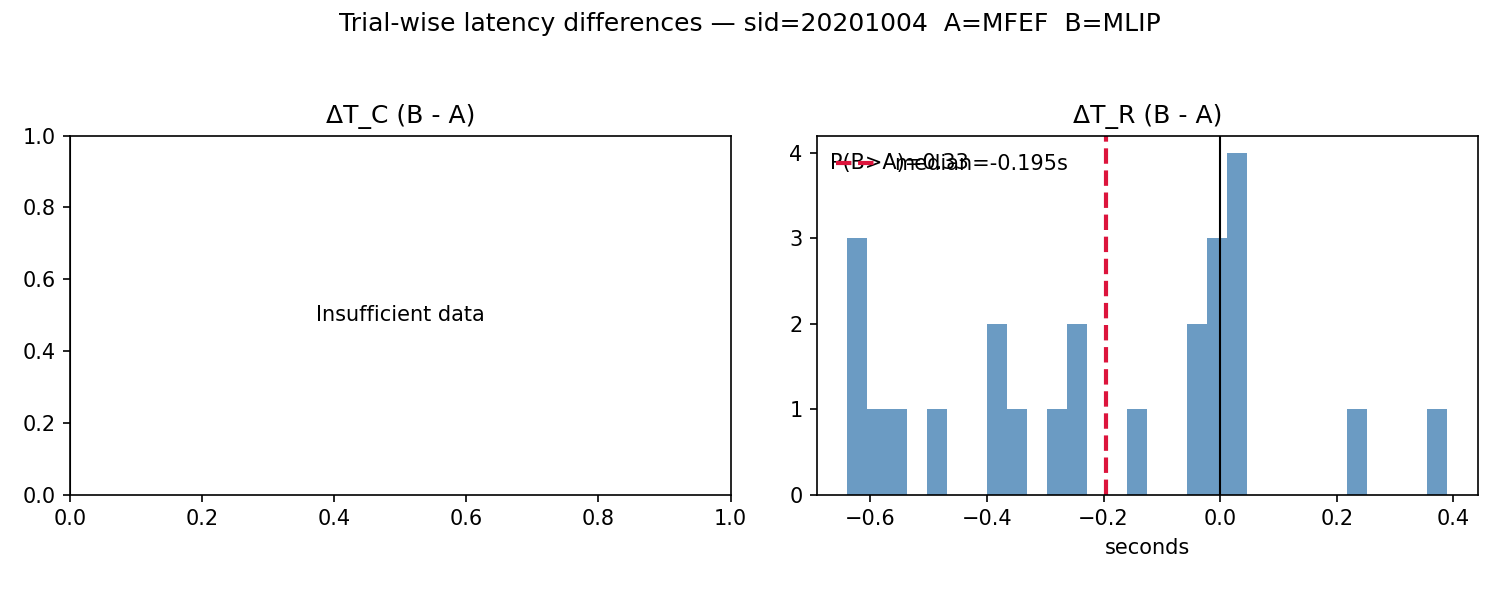 Trial-wise latency differences — sid=20201004  A=MFEF  B=MLIP
ΔT_C (B - A)
1.0
0.8
0.6
0.4
0.2
0.0
Insufficient data
0.0 0.2 0.4 0.6 0.8 1.0
ΔT_R (B - A)
P(B>A)=0.33
median=-0.195s
4
3
2
1
0
−0.6 −0.4 −0.2 0.0 0.2 0.4
seconds